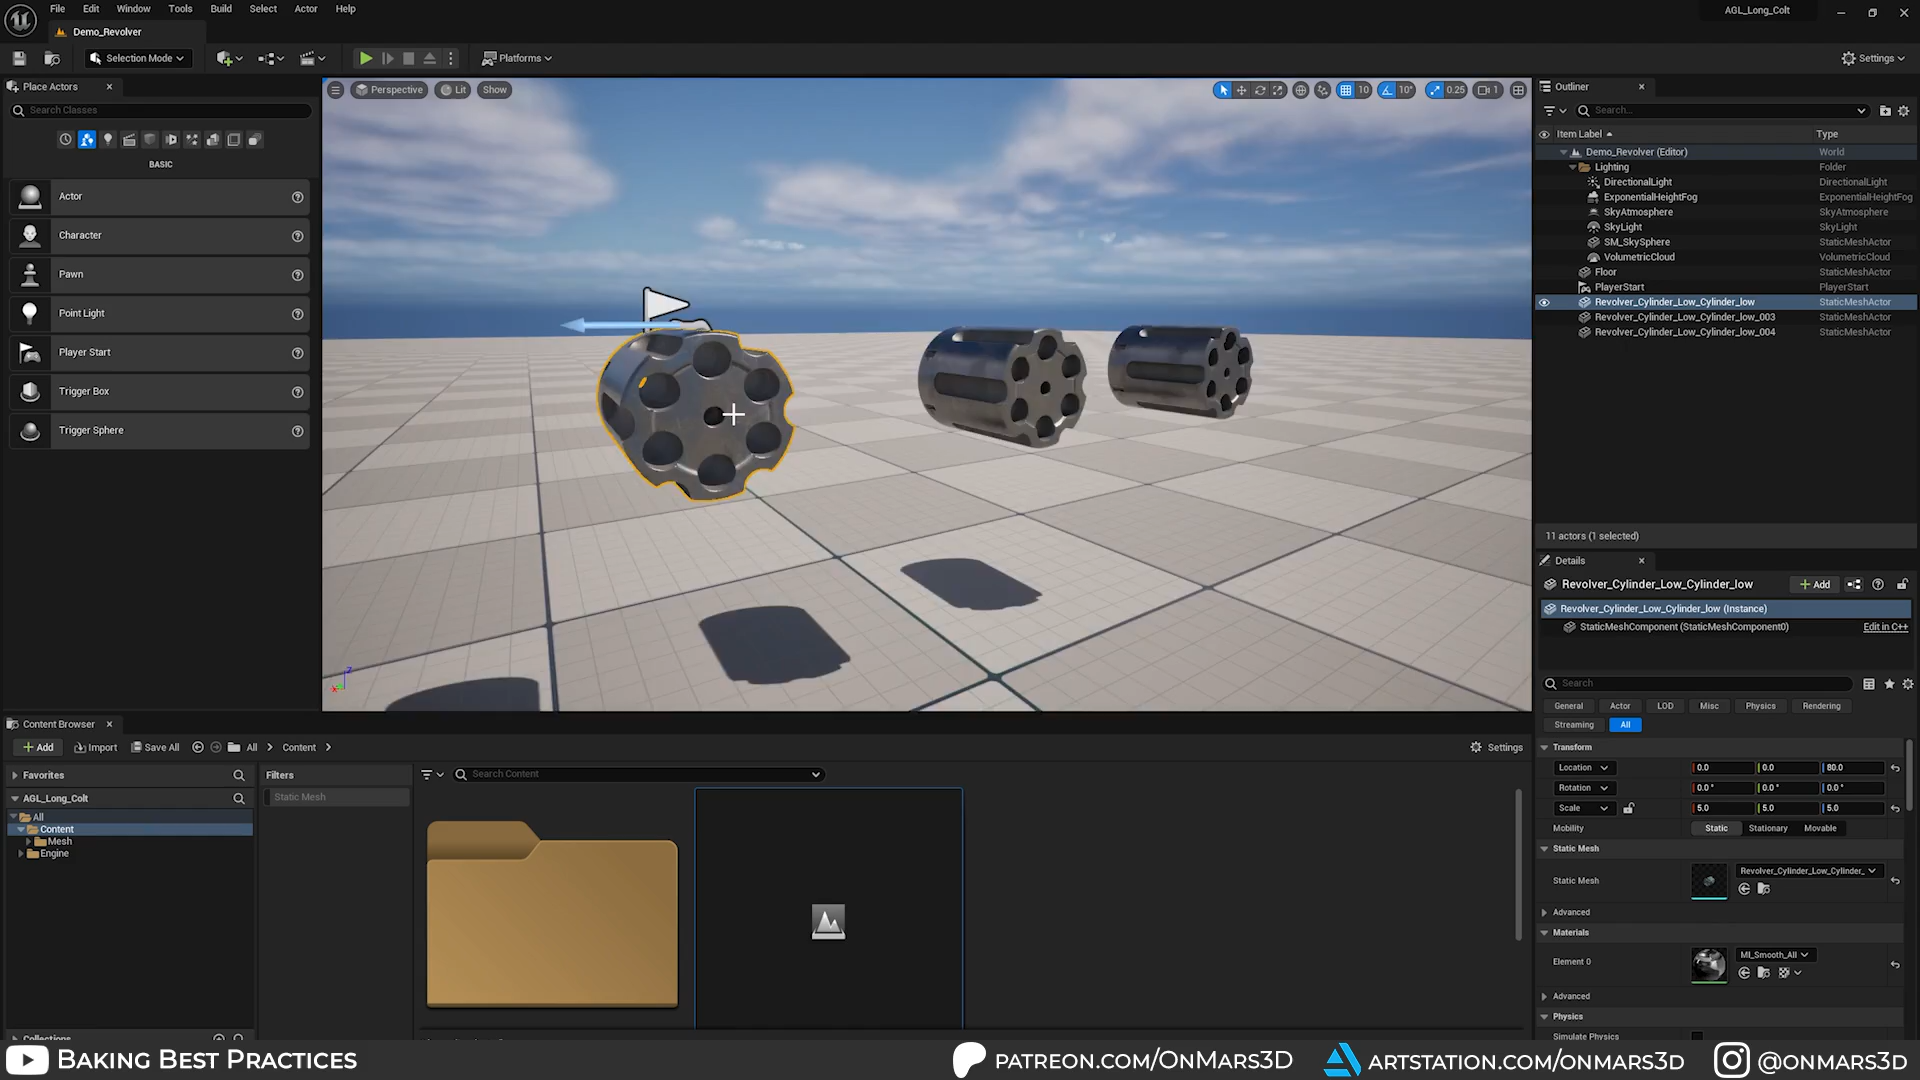 File Edit Window Tools Build Select Actor Help
AGL_Long_Colt
Demo_Revolver
Selection Mode
Platforms
Settings
Place Actors
Search Classes
BASIC
Actor
Character
Pawn
Point Light
Player Start
Trigger Box
Trigger Sphere
Perspective Lit Show
10 10° 0.25 1
Z
Outliner
Search...
Item Label Type
Demo_Revolver (Editor) World
Lighting Folder
DirectionalLight DirectionalLight
ExponentialHeightFog ExponentialHeightFog
SkyAtmosphere SkyAtmosphere
SkyLight SkyLight
SM_SkySphere StaticMeshActor
VolumetricCloud VolumetricCloud
Floor StaticMeshActor
PlayerStart PlayerStart
Revolver_Cylinder_Low_Cylinder_low StaticMeshActor
Revolver_Cylinder_Low_Cylinder_low_003 StaticMeshActor
Revolver_Cylinder_Low_Cylinder_low_004 StaticMeshActor
11 actors (1 selected)
Details
Revolver_Cylinder_Low_Cylinder_low Add
Revolver_Cylinder_Low_Cylinder_low (Instance)
StaticMeshComponent (StaticMeshComponent0) Edit in C++
Search
General Actor LOD Misc Physics Rendering
Streaming All
Transform
Location 0.0 0.0 80.0
Rotation 0.0° 0.0° 0.0°
Scale 5.0 5.0 5.0
Mobility Static Stationary Movable
Static Mesh
Static Mesh Revolver_Cylinder_Low_Cylinder_
Advanced
Materials
Element 0 MI_Smooth_All
Advanced
Physics
Simulate Physics
Content Browser
Add Import Save All All Content Settings
Favorites
AGL_Long_Colt
All
Content
Mesh
Engine
Collections
Filters
Static Mesh
Search Content
BAKING BEST PRACTICES PATREON.COM/ONMARS3D ARTSTATION.COM/ONMARS3D @ONMARS3D